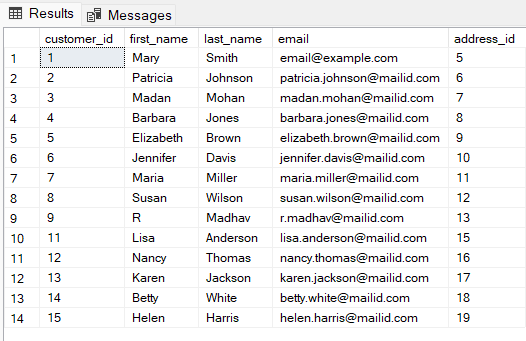 Results Messages
customer_id first_name last_name email address_id
1 1 Mary Smith email@example.com 5
2 2 Patricia Johnson patricia.johnson@mailid.com 6
3 3 Madan Mohan madan.mohan@mailid.com 7
4 4 Barbara Jones barbara.jones@mailid.com 8
5 5 Elizabeth Brown elizabeth.brown@mailid.com 9
6 6 Jennifer Davis jennifer.davis@mailid.com 10
7 7 Maria Miller maria.miller@mailid.com 11
8 8 Susan Wilson susan.wilson@mailid.com 12
9 9 R Madhav r.madhav@mailid.com 13
10 11 Lisa Anderson lisa.anderson@mailid.com 15
11 12 Nancy Thomas nancy.thomas@mailid.com 16
12 13 Karen Jackson karen.jackson@mailid.com 17
13 14 Betty White betty.white@mailid.com 18
14 15 Helen Harris helen.harris@mailid.com 19